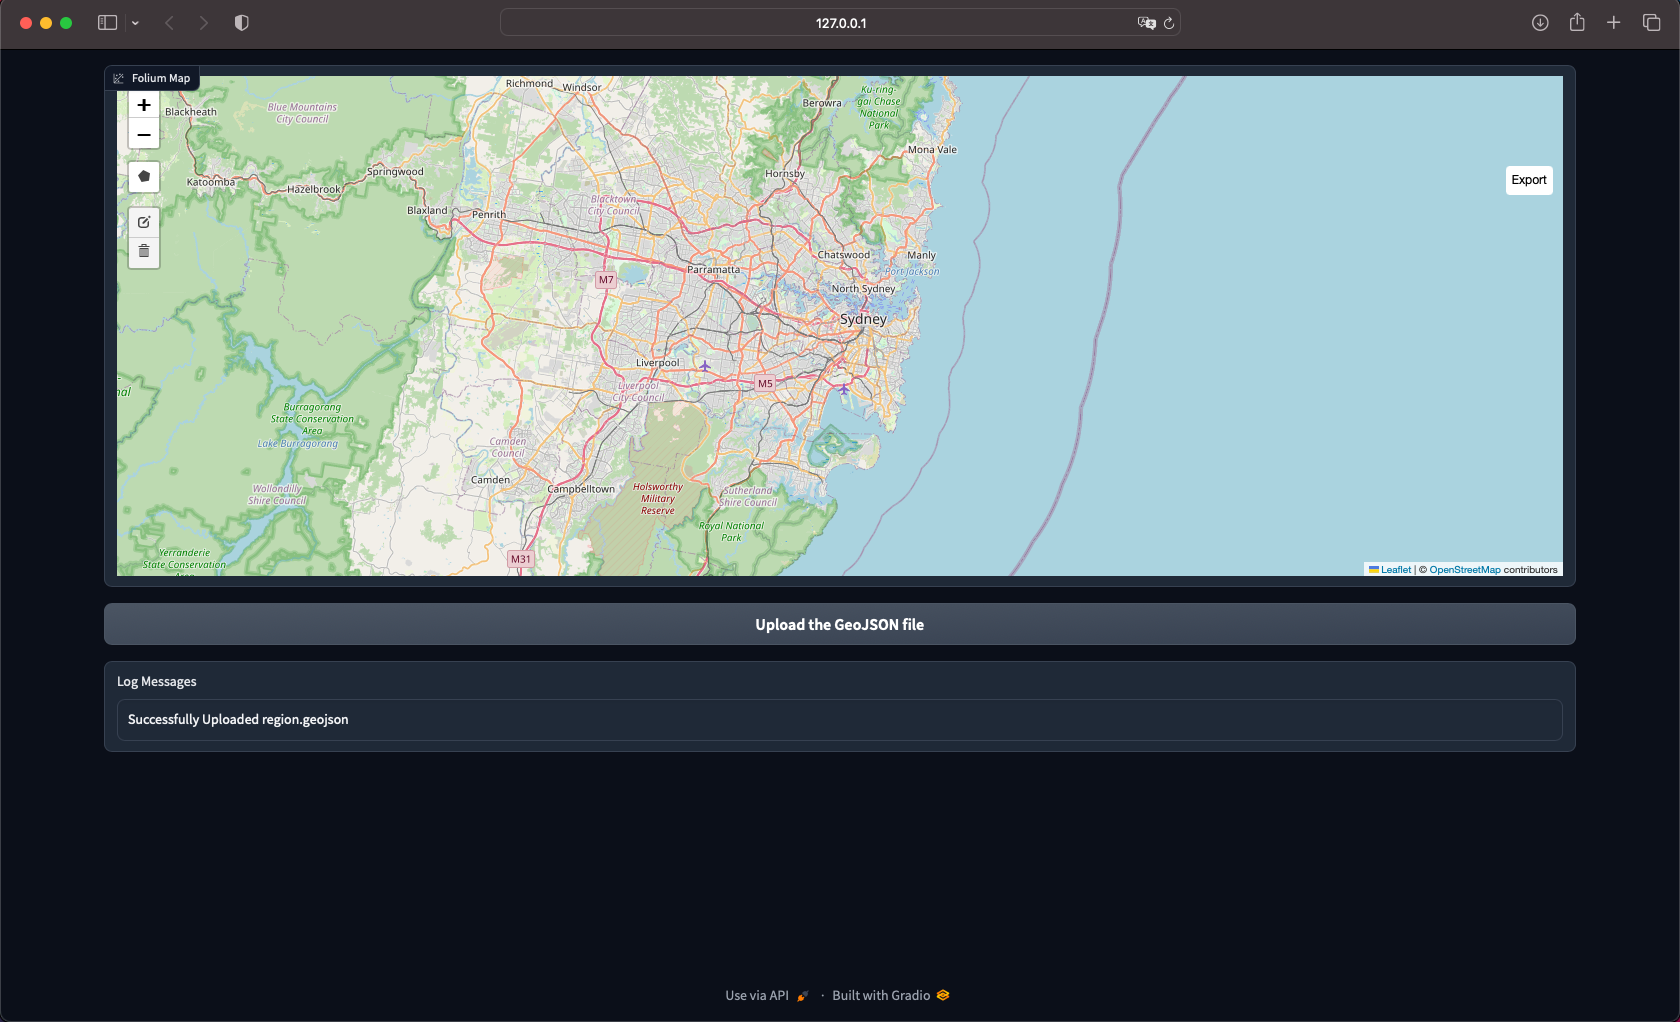 127.0.0.1
Folium Map
+
−
Export
Richmond
Windsor
Blackheath
Blue Mountains
City Council
Berowra
Ku-ring-
gai Chase
National
Park
Mona Vale
Springwood
Hornsby
Katoomba
Hazelbrook
Blacktown
City Council
Blaxland
Penrith
Chatswood
Manly
Port Jackson
Parramatta
M7
North Sydney
Sydney
Liverpool
M5
Liverpool
City Council
nal
Burragorang
State Conservation
Area
Lake Burragorang
Camden
Council
Camden
Campbelltown
Wollondilly
Shire Council
Holsworthy
Military
Reserve
Sutherland
Shire Council
Royal National
Park
Yerranderie
State Conservation
Area
M31
Leaflet | © OpenStreetMap contributors
Upload the GeoJSON file
Log Messages
Successfully Uploaded region.geojson
Use via API · Built with Gradio